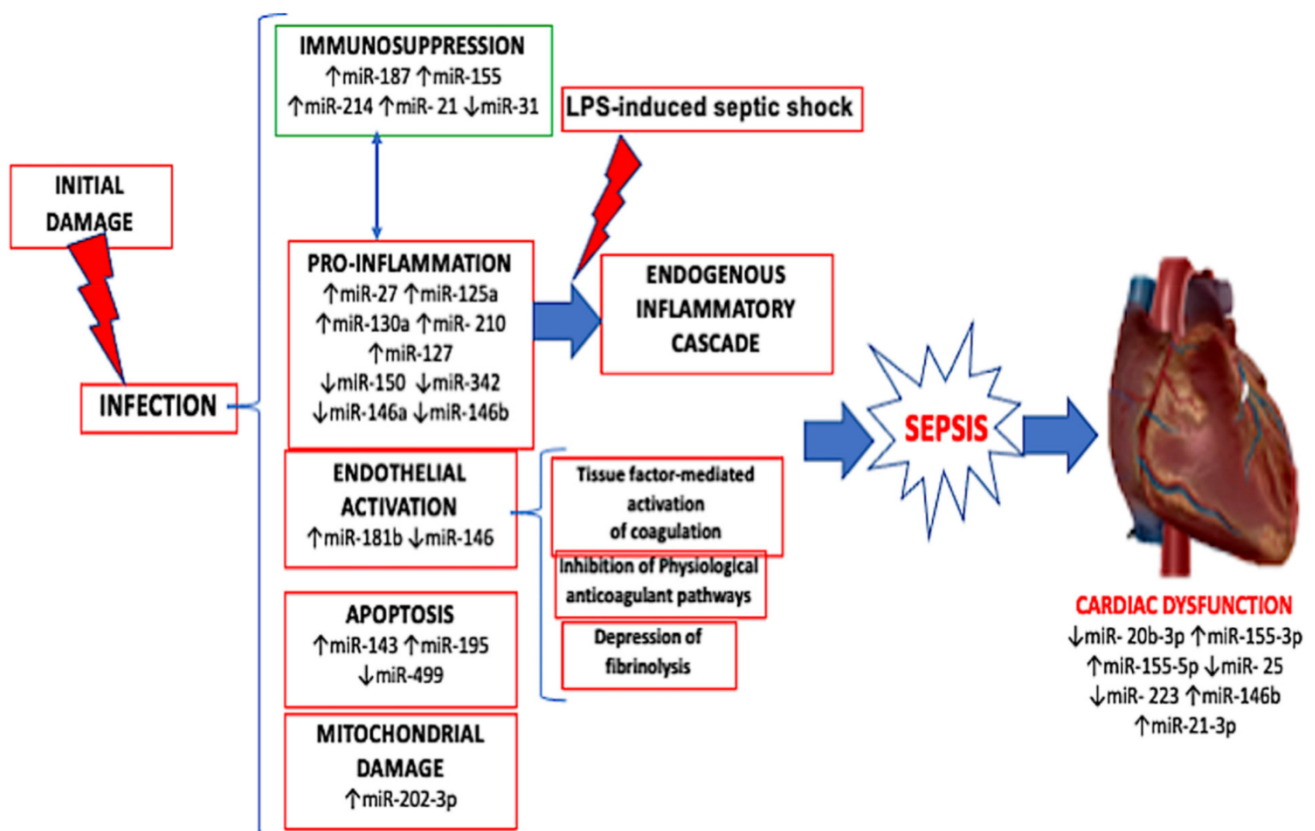 INITIAL
DAMAGE
INFECTION
IMMUNOSUPPRESSION
↑miR-187 ↑miR-155
↑miR-214 ↑miR- 21 ↓miR-31
LPS-induced septic shock
PRO-INFLAMMATION
↑miR-27 ↑miR-125a
↑miR-130a ↑miR- 210
↑miR-127
↓miR-150 ↓miR-342
↓miR-146a ↓miR-146b
ENDOGENOUS
INFLAMMATORY
CASCADE
ENDOTHELIAL
ACTIVATION
↑miR-181b ↓miR-146
Tissue factor-mediated
activation
of coagulation
Inhibition of Physiological
anticoagulant pathways
Depression of
fibrinolysis
APOPTOSIS
↑miR-143 ↑miR-195
↓miR-499
MITOCHONDRIAL
DAMAGE
↑miR-202-3p
SEPSIS
CARDIAC DYSFUNCTION
↓miR- 20b-3p ↑miR-155-3p
↑miR-155-5p ↓miR- 25
↓miR- 223 ↑miR-146b
↑miR-21-3p